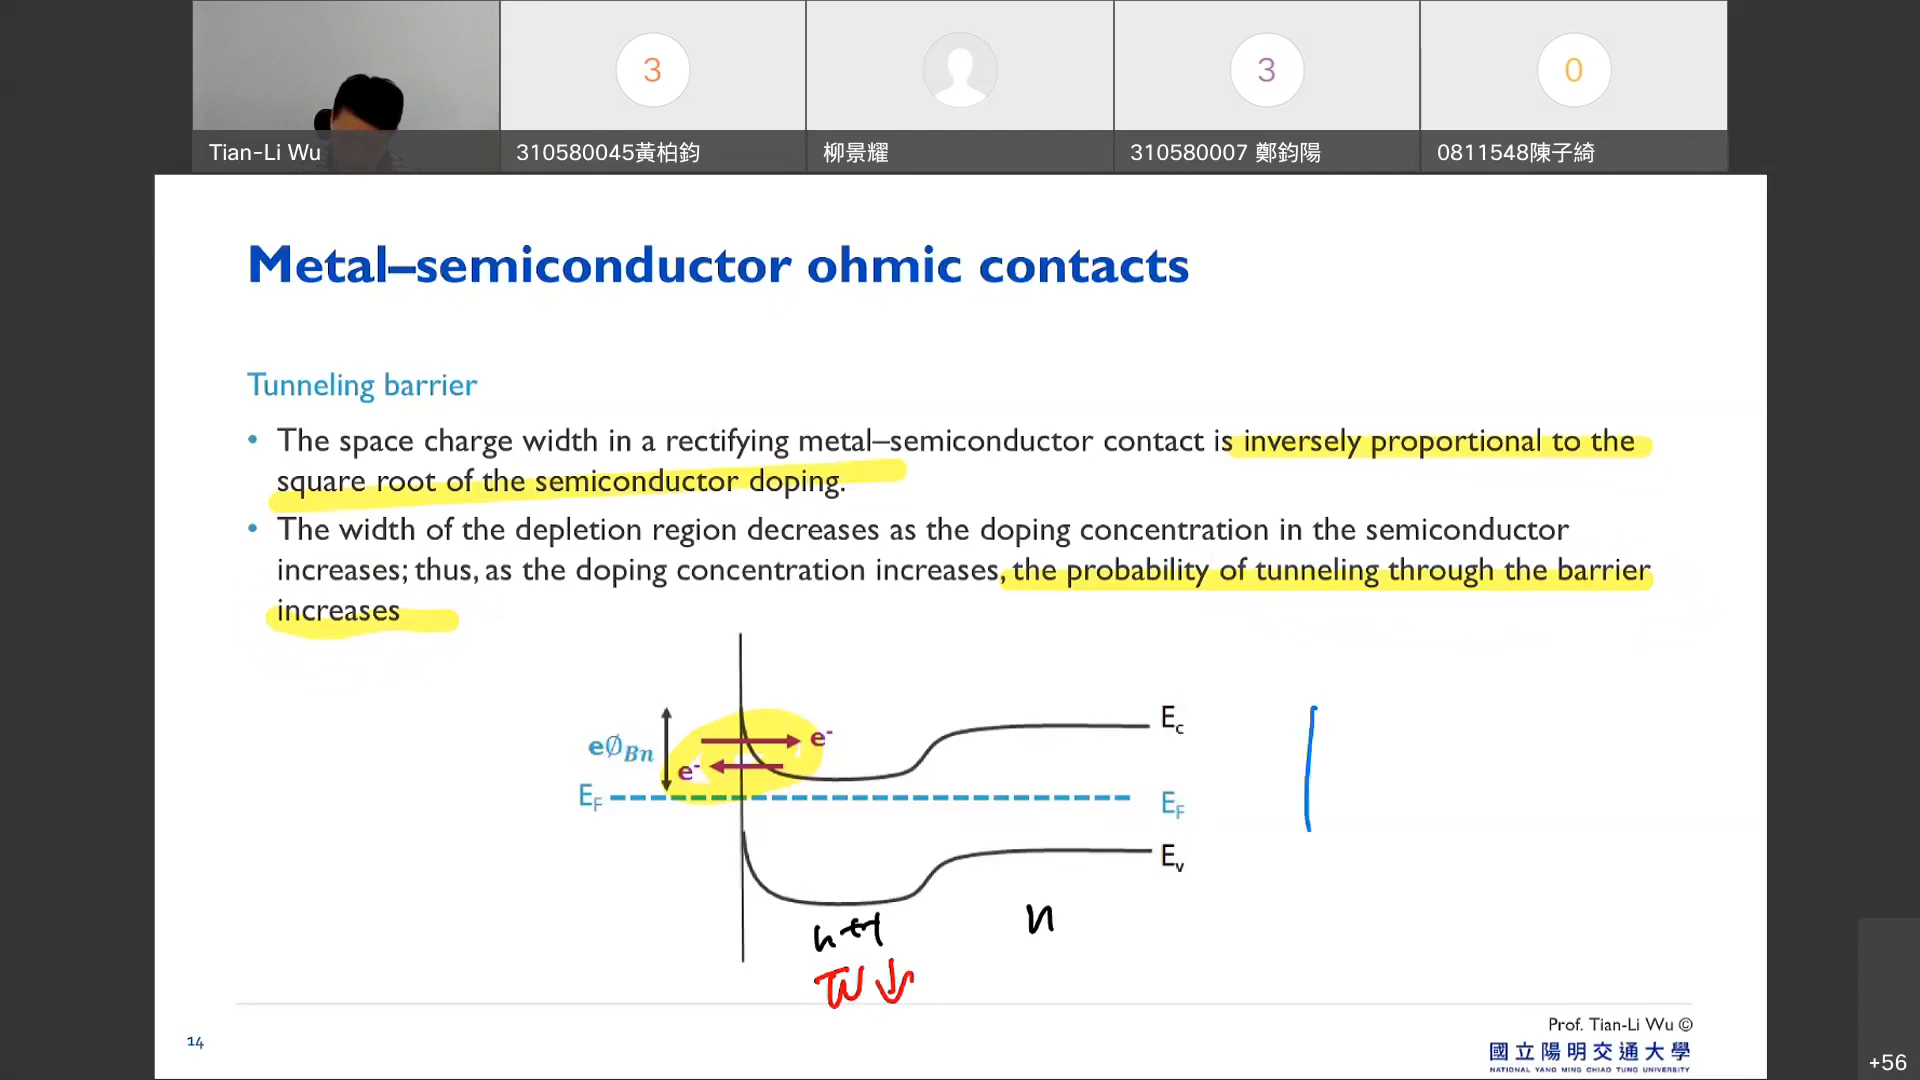 3
3
0
Tian-Li Wu
310580045黃柏鈞
柳景耀
310580007 鄭鈞陽
0811548陳子綺
Metal–semiconductor ohmic contacts
Tunneling barrier
• The space charge width in a rectifying metal–semiconductor contact is inversely proportional to the
square root of the semiconductor doping.
• The width of the depletion region decreases as the doping concentration in the semiconductor
increases; thus, as the doping concentration increases, the probability of tunneling through the barrier
increases
Ec
e∅Bn
e-
e-
EF
EF
Ev
n
W↓
Prof. Tian-Li Wu ©
14
國立陽明交通大學
NATIONAL YANG MING CHIAO TUNG UNIVERSITY
+56